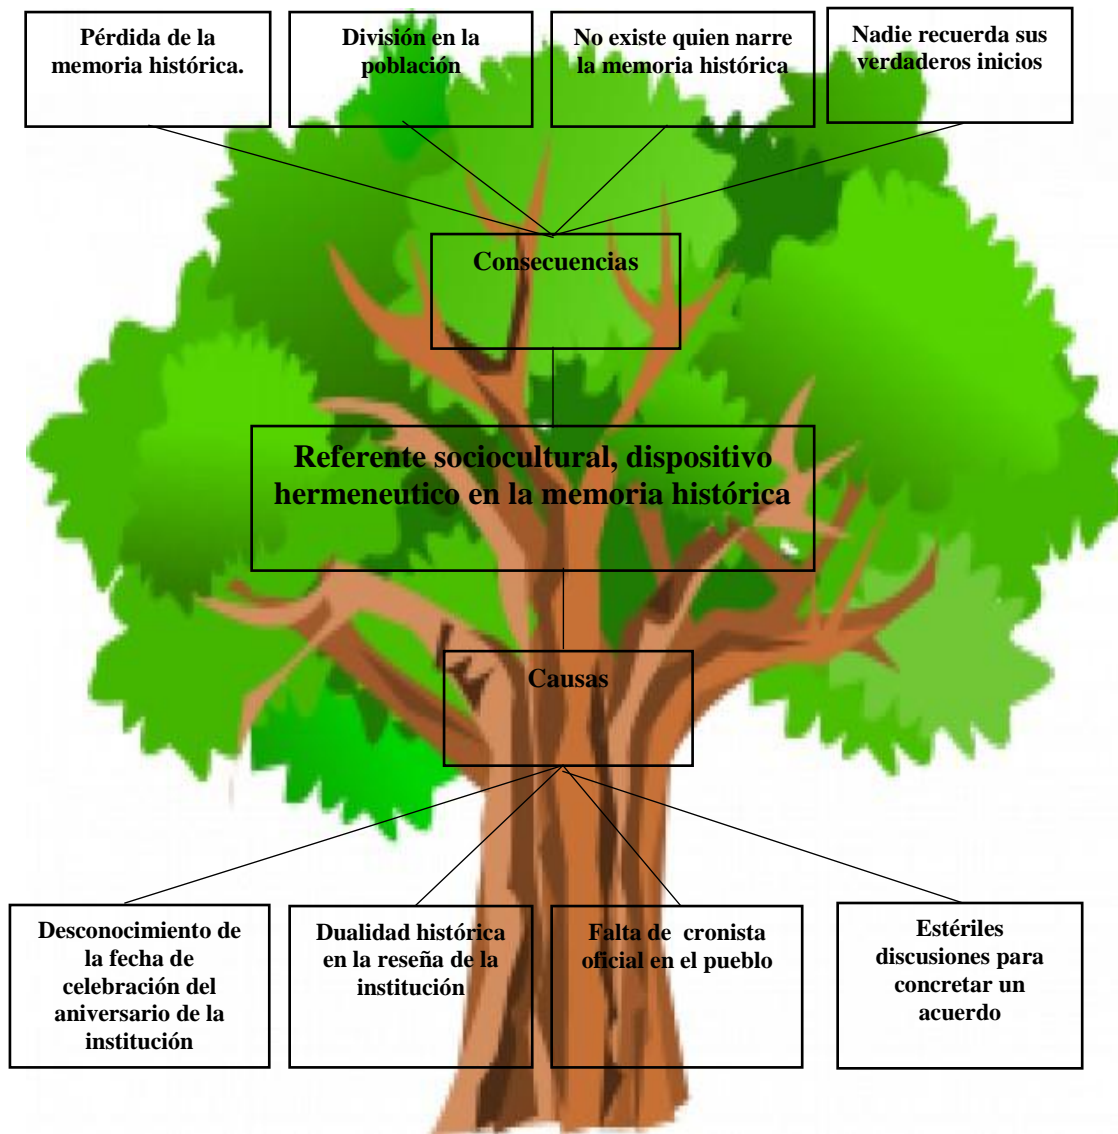 Pérdida de la
memoria histórica.
División en la
población
No existe quien narre
la memoria histórica
Nadie recuerda sus
verdaderos inicios
Consecuencias
Referente sociocultural, dispositivo
hermeneutico en la memoria histórica
Causas
Desconocimiento de
la fecha de
celebración del
aniversario de la
institución
Dualidad histórica
en la reseña de la
institución
Falta de  cronista
oficial en el pueblo
Estériles
discusiones para
concretar un
acuerdo